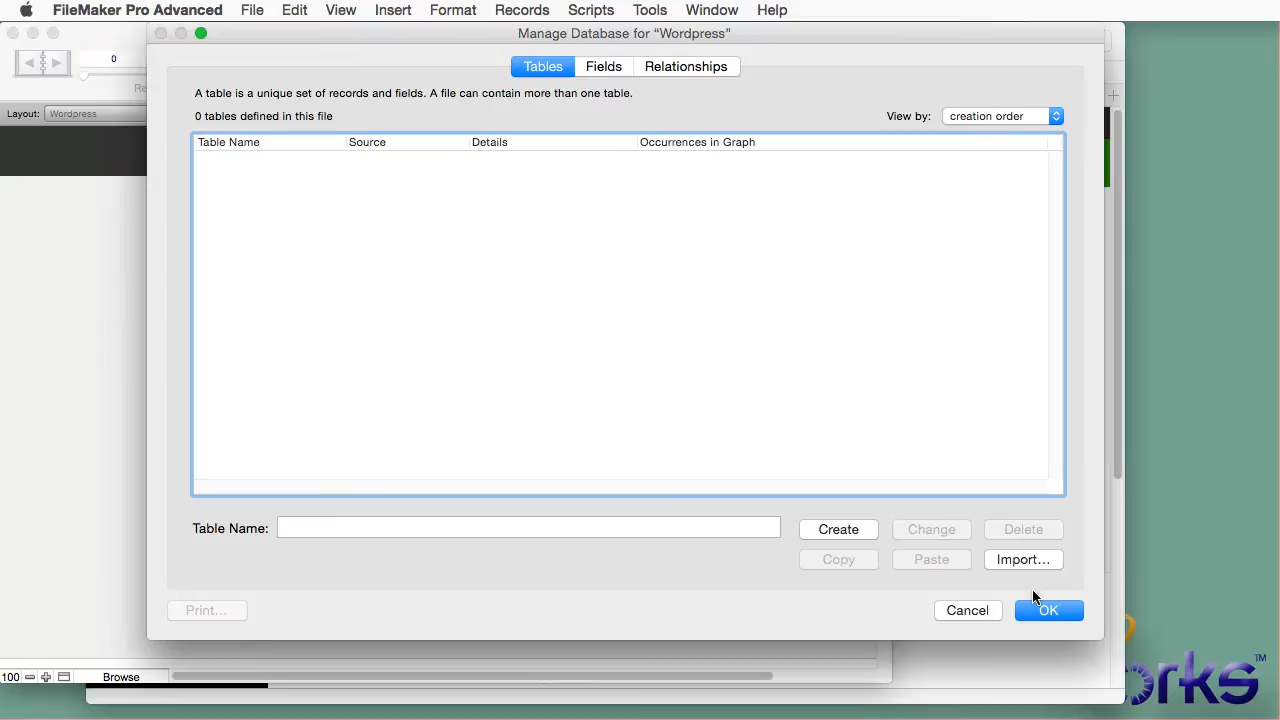 FileMaker Pro Advanced File Edit View Insert Format Records Scripts Tools Window Help
Manage Database for “Wordpress”
0
Tables Fields Relationships
A table is a unique set of records and fields. A file can contain more than one table.
Re
Layout: Wordpress
0 tables defined in this file
View by: creation order
Table Name Source Details Occurrences in Graph
Table Name:
Create Change Delete
Copy Paste Import...
Print... Cancel OK
100 Browse
orks™